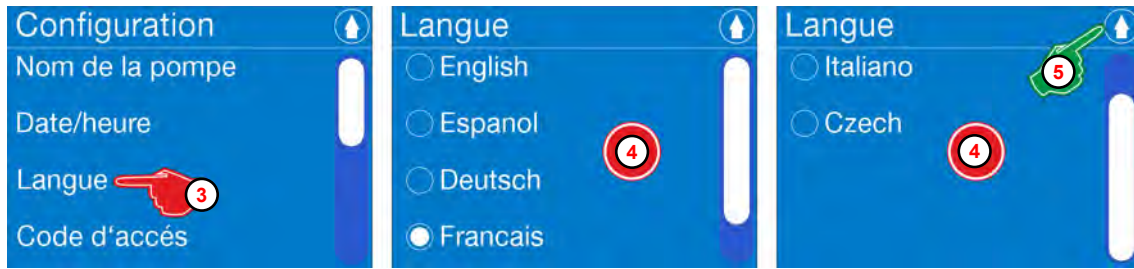 Configuration
Nom de la pompe
Date/heure
Langue
3
Code d‘accés
Langue
English
Espanol
4
Deutsch
Francais
Langue
5
Italiano
Czech
4